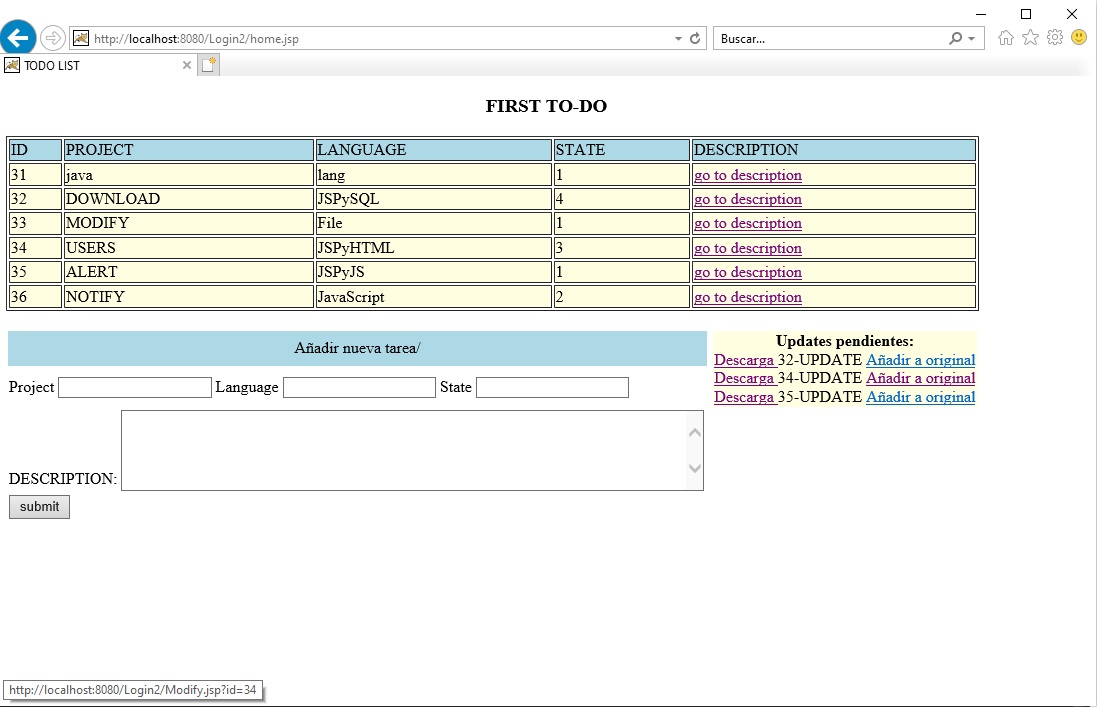 http://localhost:8080/Login2/home.jsp
Buscar...
TODO LIST
FIRST TO-DO
ID PROJECT LANGUAGE STATE DESCRIPTION
31 java lang 1 go to description
32 DOWNLOAD JSPySQL 4 go to description
33 MODIFY File 1 go to description
34 USERS JSPyHTML 3 go to description
35 ALERT JSPyJS 1 go to description
36 NOTIFY JavaScript 2 go to description
Añadir nueva tarea/
Project Language State
DESCRIPTION:
submit
Updates pendientes:
Descarga 32-UPDATE Añadir a original
Descarga 34-UPDATE Añadir a original
Descarga 35-UPDATE Añadir a original
http://localhost:8080/Login2/Modify.jsp?id=34